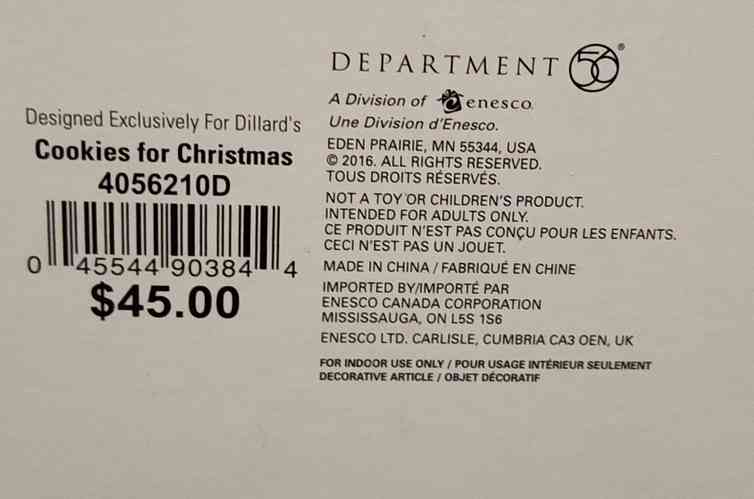 Designed Exclusively For Dillard's
Cookies for Christmas
4056210D
0 45544 90384 4
$45.00
DEPARTMENT 56®
A Division of enesco.
Une Division d'Enesco.
EDEN PRAIRIE, MN 55344, USA
© 2016. ALL RIGHTS RESERVED.
TOUS DROITS RÉSERVÉS.
NOT A TOY OR CHILDREN'S PRODUCT.
INTENDED FOR ADULTS ONLY.
CE PRODUIT N'EST PAS CONÇU POUR LES ENFANTS.
CECI N'EST PAS UN JOUET.
MADE IN CHINA / FABRIQUÉ EN CHINE
IMPORTED BY/IMPORTÉ PAR
ENESCO CANADA CORPORATION
MISSISSAUGA, ON L5S 1S6
ENESCO LTD. CARLISLE, CUMBRIA CA3 OEN, UK
FOR INDOOR USE ONLY / POUR USAGE INTÉRIEUR SEULEMENT
DECORATIVE ARTICLE / OBJET DÉCORATIF